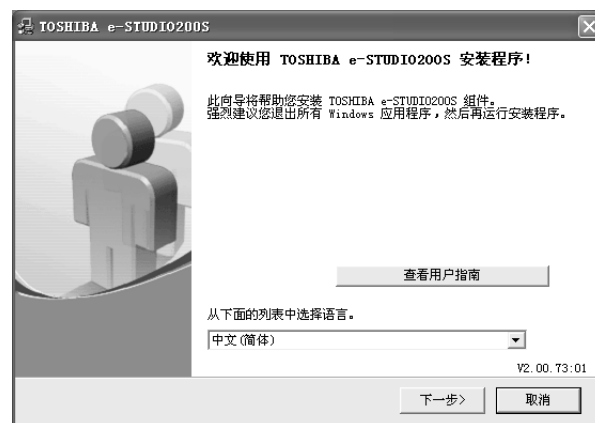 TOSHIBA e-STUDIO200S
欢迎使用 TOSHIBA e-STUDIO200S 安装程序!
此向导将帮助您安装 TOSHIBA e-STUDIO200S 组件。
强烈建议您退出所有 Windows 应用程序,然后再运行安装程序。
查看用户指南
从下面的列表中选择语言。
中文(简体)
V2.00.73:01
下一步>
取消